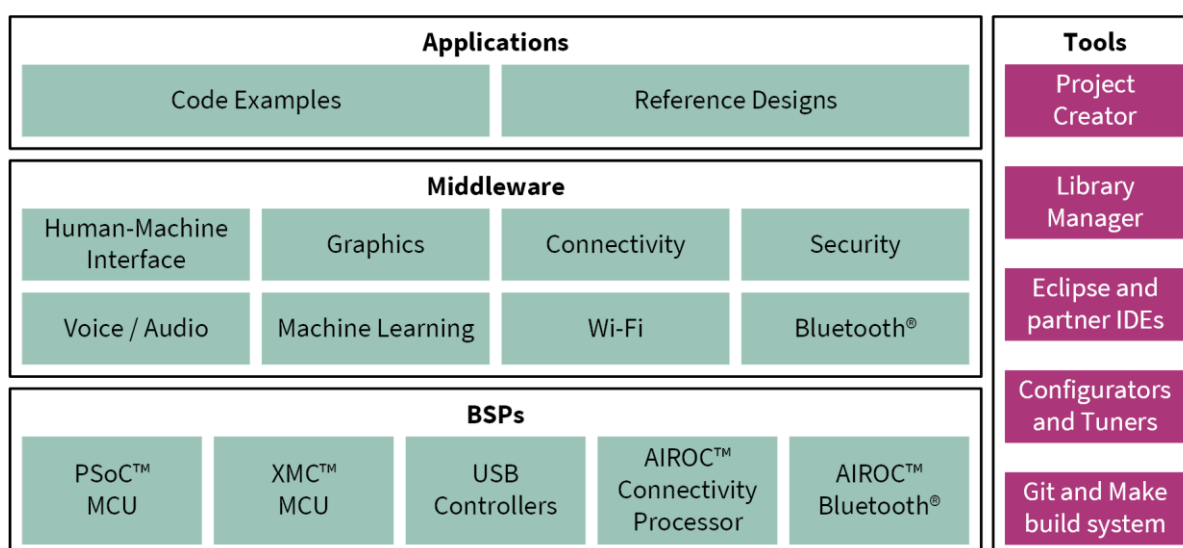 Applications
Code Examples
Reference Designs
Middleware
Human-Machine
Interface
Graphics
Connectivity
Security
Voice / Audio
Machine Learning
Wi-Fi
Bluetooth®
BSPs
PSoC™
MCU
XMC™
MCU
USB
Controllers
AIROC™
Connectivity
Processor
AIROC™
Bluetooth®
Tools
Project
Creator
Library
Manager
Eclipse and
partner IDEs
Configurators
and Tuners
Git and Make
build system